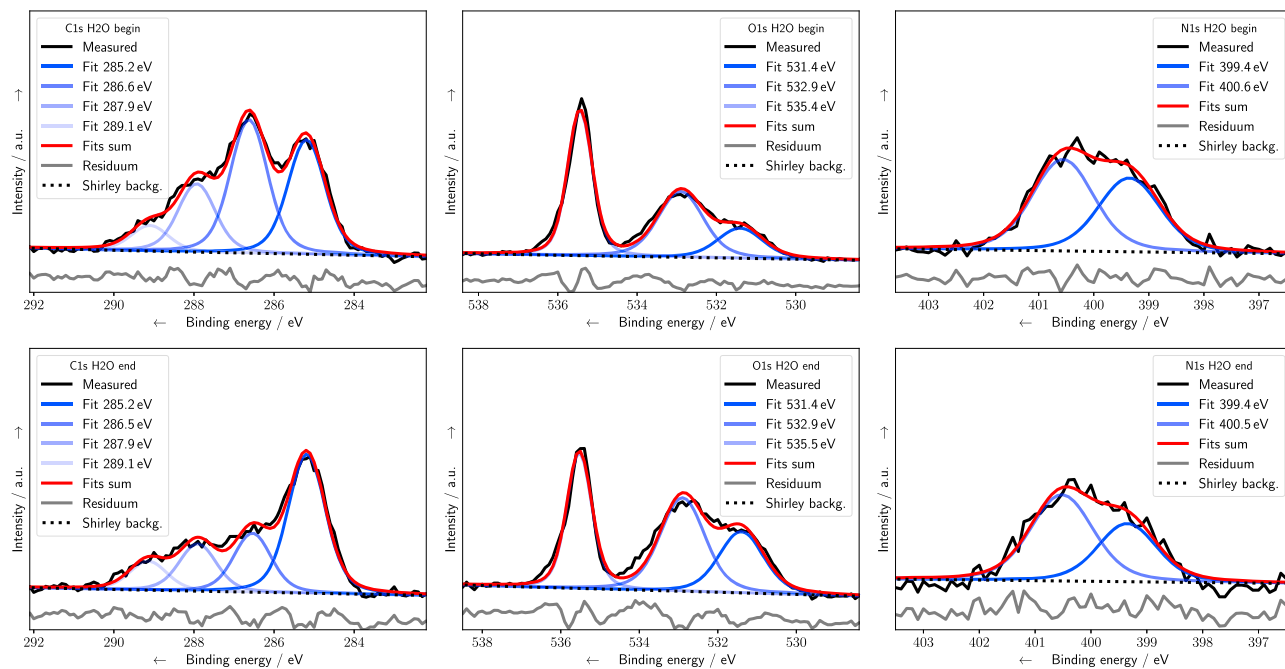 C1s H2O begin
Measured
Fit 285.2 eV
Fit 286.6 eV
Fit 287.9 eV
Fit 289.1 eV
Fits sum
Residuum
Shirley backg.
Intensity / a.u. →
292 290 288 286 284
← Binding energy / eV
O1s H2O begin
Measured
Fit 531.4 eV
Fit 532.9 eV
Fit 535.4 eV
Fits sum
Residuum
Shirley backg.
Intensity / a.u. →
538 536 534 532 530
← Binding energy / eV
N1s H2O begin
Measured
Fit 399.4 eV
Fit 400.6 eV
Fits sum
Residuum
Shirley backg.
Intensity / a.u. →
403 402 401 400 399 398 397
← Binding energy / eV
C1s H2O end
Measured
Fit 285.2 eV
Fit 286.5 eV
Fit 287.9 eV
Fit 289.1 eV
Fits sum
Residuum
Shirley backg.
Intensity / a.u. →
292 290 288 286 284
← Binding energy / eV
O1s H2O end
Measured
Fit 531.4 eV
Fit 532.9 eV
Fit 535.5 eV
Fits sum
Residuum
Shirley backg.
Intensity / a.u. →
538 536 534 532 530
← Binding energy / eV
N1s H2O end
Measured
Fit 399.4 eV
Fit 400.5 eV
Fits sum
Residuum
Shirley backg.
Intensity / a.u. →
403 402 401 400 399 398 397
← Binding energy / eV